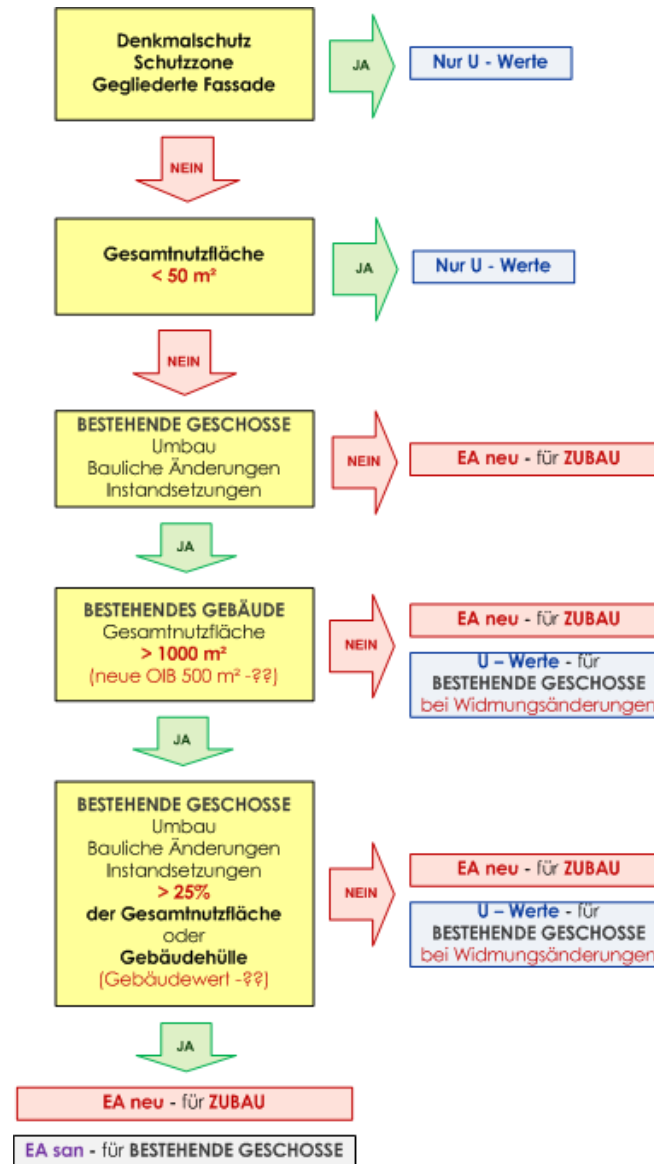 Denkmalschutz
Schutzzone
Gegliederte Fassade
JA
Nur U - Werte
NEIN
Gesamtnutzfläche
< 50 m²
JA
Nur U - Werte
NEIN
BESTEHENDE GESCHOSSE
Umbau
Bauliche Änderungen
Instandsetzungen
NEIN
EA neu - für ZUBAU
JA
BESTEHENDES GEBÄUDE
Gesamtnutzfläche
> 1000 m²
(neue OIB 500 m² -??)
NEIN
EA neu - für ZUBAU
U – Werte - für
BESTEHENDE GESCHOSSE
bei Widmungsänderungen
JA
BESTEHENDE GESCHOSSE
Umbau
Bauliche Änderungen
Instandsetzungen
> 25%
der Gesamtnutzfläche
oder
Gebäudehülle
(Gebäudewert -??)
NEIN
EA neu - für ZUBAU
U – Werte - für
BESTEHENDE GESCHOSSE
bei Widmungsänderungen
JA
EA neu - für ZUBAU
EA san - für BESTEHENDE GESCHOSSE